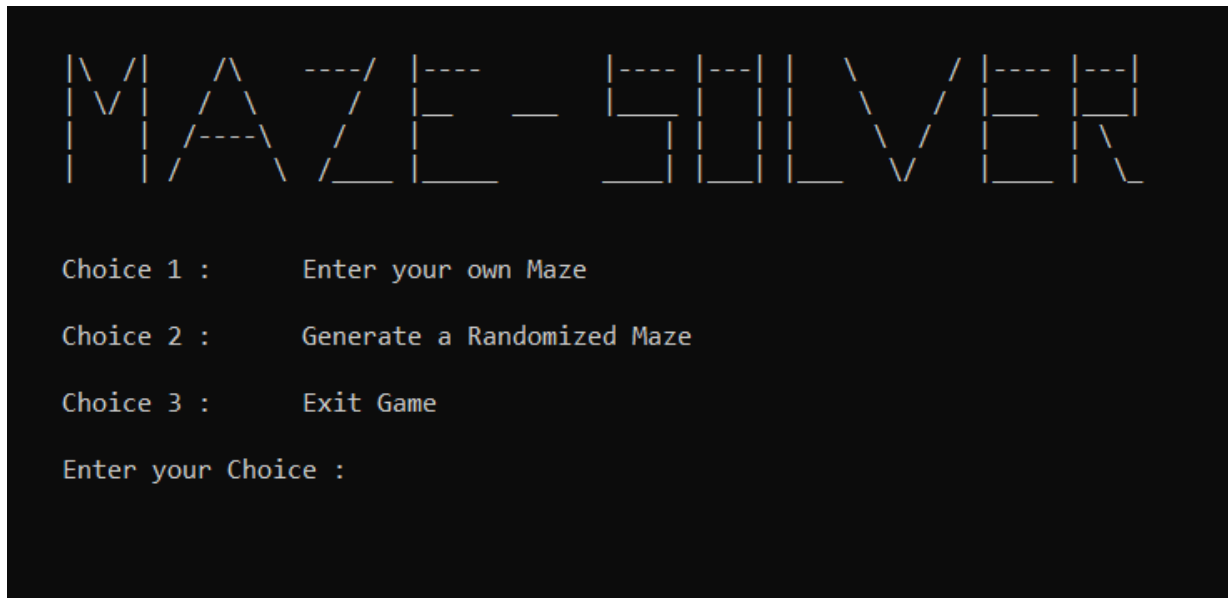 MAZE-SOLVER
Choice 1 : Enter your own Maze
Choice 2 : Generate a Randomized Maze
Choice 3 : Exit Game
Enter your Choice :